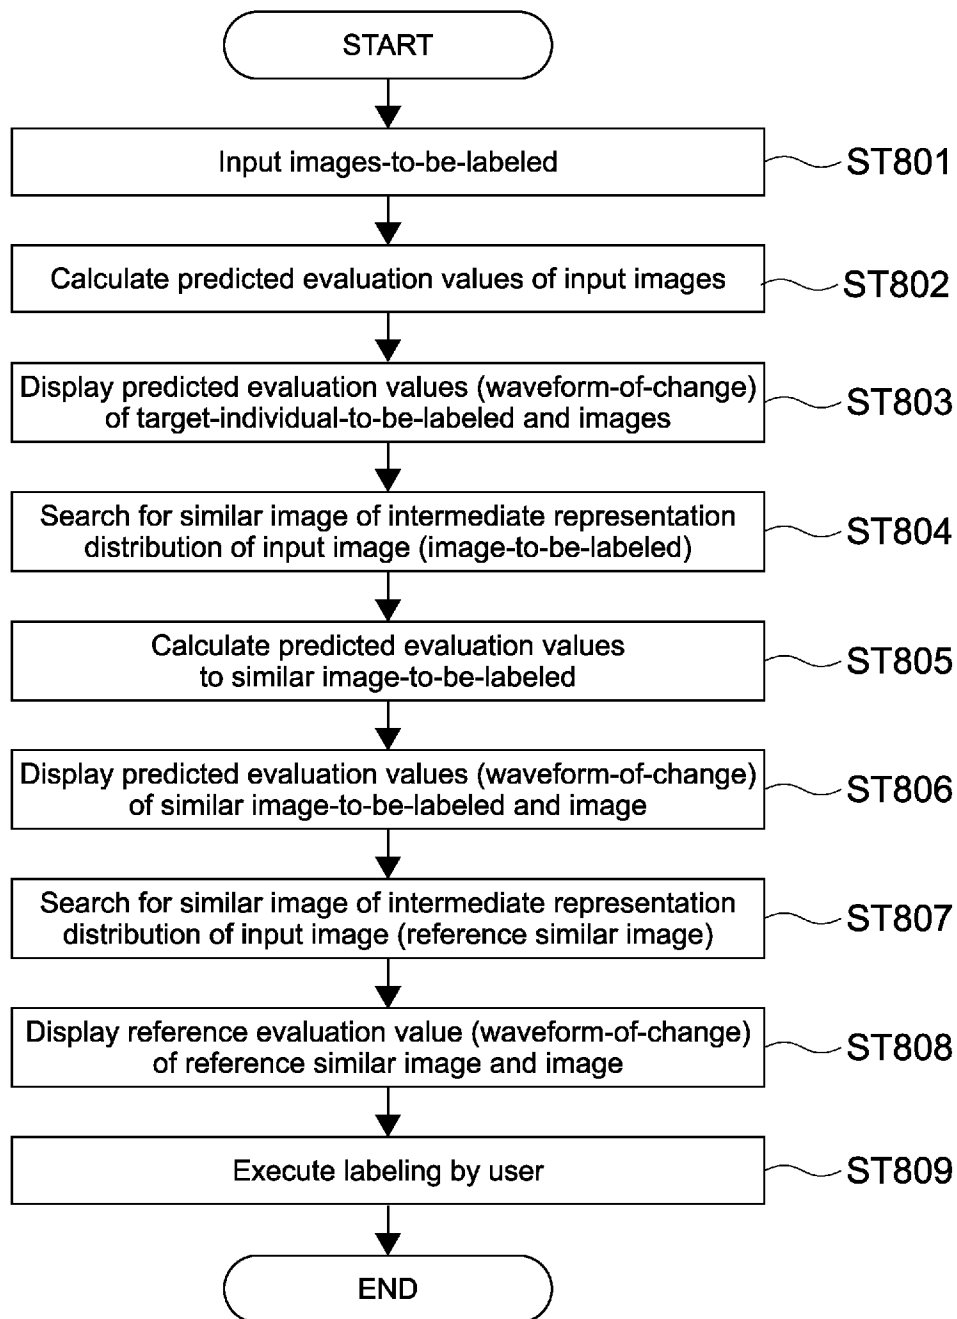 START
Input images-to-be-labeled
ST801
Calculate predicted evaluation values of input images
ST802
Display predicted evaluation values (waveform-of-change)
of target-individual-to-be-labeled and images
ST803
Search for similar image of intermediate representation
distribution of input image (image-to-be-labeled)
ST804
Calculate predicted evaluation values
to similar image-to-be-labeled
ST805
Display predicted evaluation values (waveform-of-change)
of similar image-to-be-labeled and image
ST806
Search for similar image of intermediate representation
distribution of input image (reference similar image)
ST807
Display reference evaluation value (waveform-of-change)
of reference similar image and image
ST808
Execute labeling by user
ST809
END